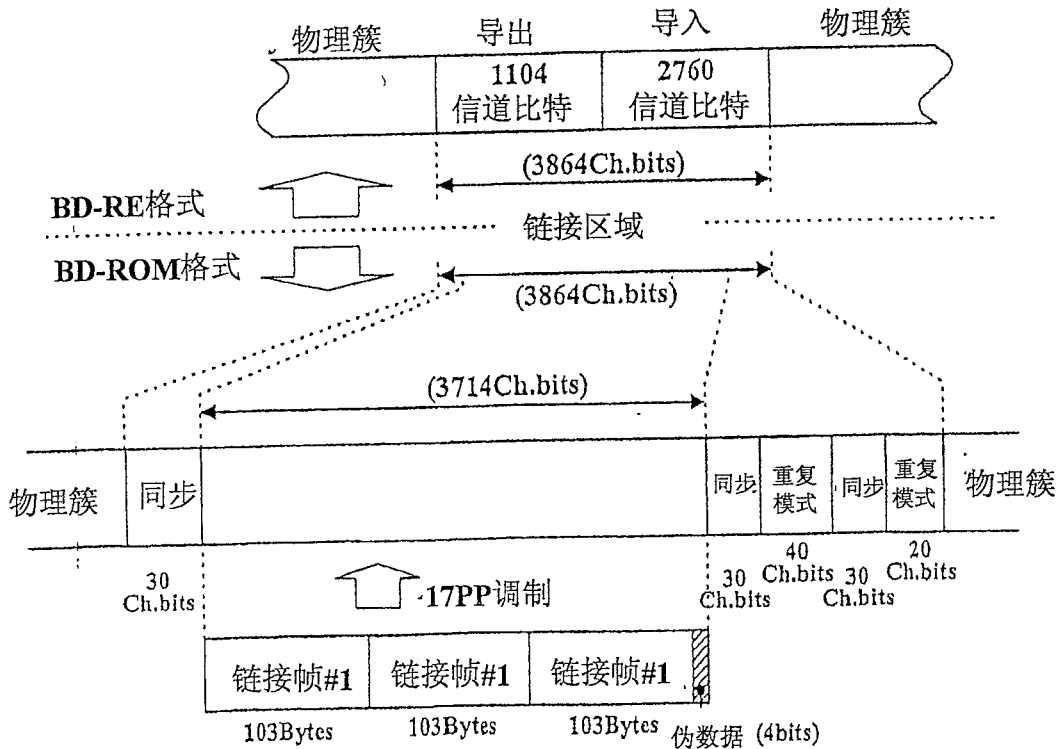 物理簇
导出
导入
物理簇
1104
信道比特
2760
信道比特
(3864Ch.bits)
BD-RE格式
链接区域
BD-ROM格式
(3864Ch.bits)
(3714Ch.bits)
物理簇
同步
同步
重复
模式
同步
重复
模式
物理簇
30
Ch.bits
17PP调制
30
Ch.bits
40
Ch.bits
30
Ch.bits
20
Ch.bits
链接帧#1
链接帧#1
链接帧#1
103Bytes
103Bytes
103Bytes
伪数据 (4bits)